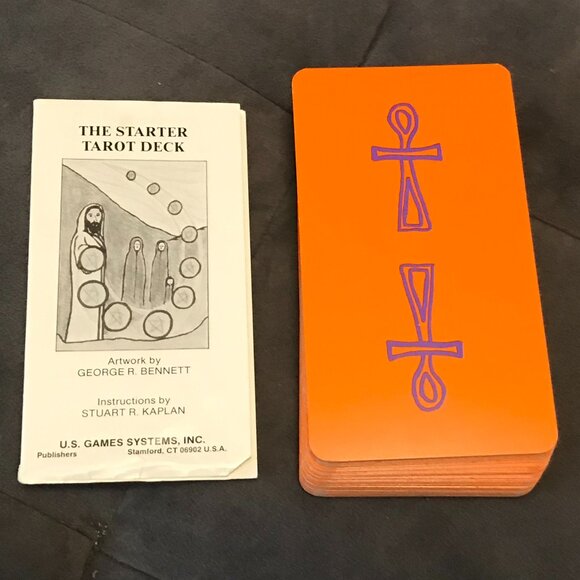 THE STARTER
TAROT DECK
Artwork by
GEORGE R. BENNETT
Instructions by
STUART R. KAPLAN
U.S. GAMES SYSTEMS, INC.
Publishers Stamford, CT 06902 U.S.A.